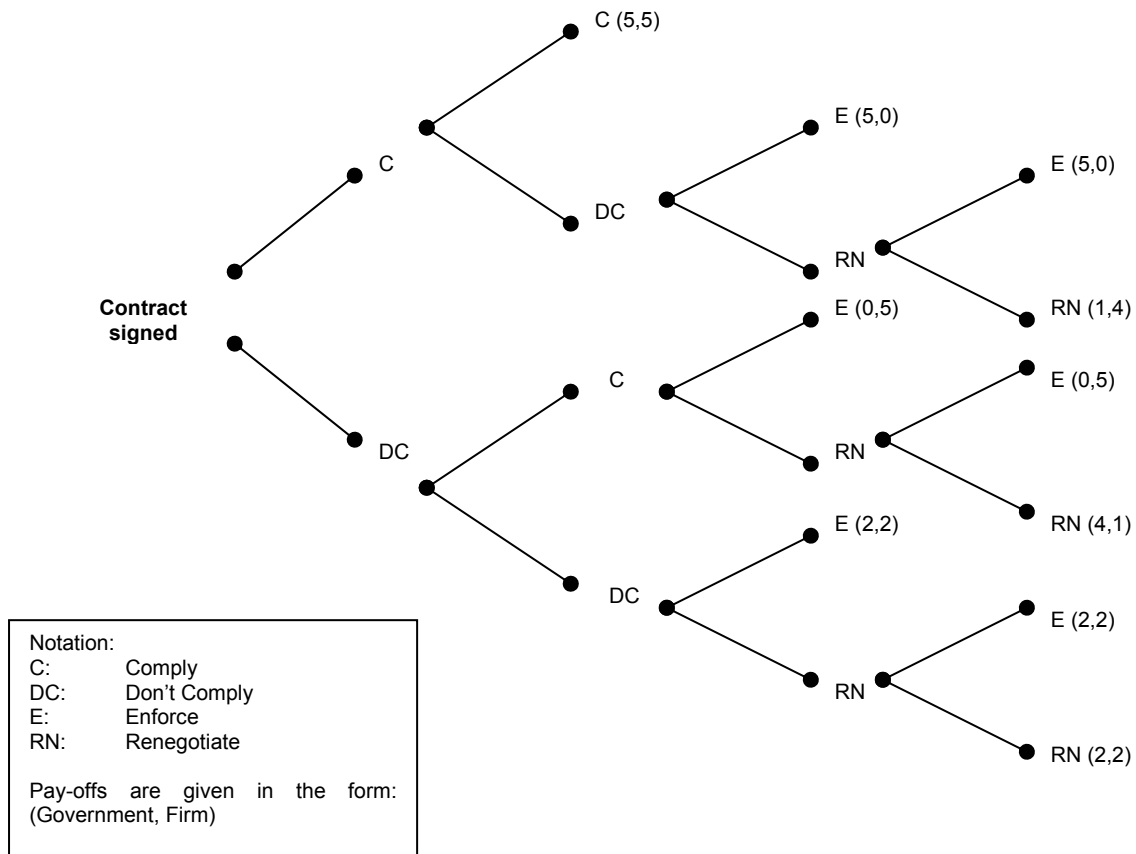 C (5,5)
E (5,0)
C
E (5,0)
DC
RN
Contract
signed
E (0,5)
RN (1,4)
C
E (0,5)
DC
RN
RN (4,1)
E (2,2)
DC
E (2,2)
RN
RN (2,2)
Notation:
C: Comply
DC: Don't Comply
E: Enforce
RN: Renegotiate
Pay-offs are given in the form:
(Government, Firm)